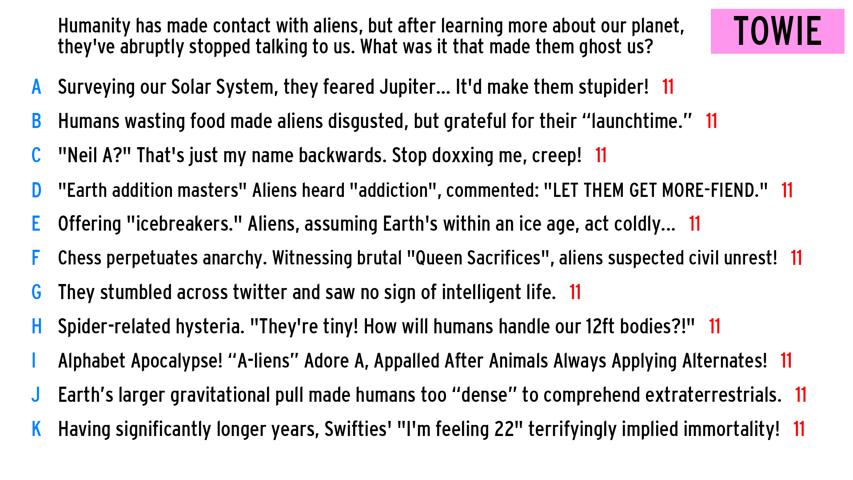 Humanity has made contact with aliens, but after learning more about our planet,
they've abruptly stopped talking to us. What was it that made them ghost us?
TOWIE
A Surveying our Solar System, they feared Jupiter... It'd make them stupider! 11
B Humans wasting food made aliens disgusted, but grateful for their “launchtime.” 11
C "Neil A?" That's just my name backwards. Stop doxxing me, creep! 11
D "Earth addition masters" Aliens heard "addiction", commented: "LET THEM GET MORE-FIEND." 11
E Offering "icebreakers." Aliens, assuming Earth's within an ice age, act coldly... 11
F Chess perpetuates anarchy. Witnessing brutal "Queen Sacrifices", aliens suspected civil unrest! 11
G They stumbled across twitter and saw no sign of intelligent life. 11
H Spider-related hysteria. "They're tiny! How will humans handle our 12ft bodies?!" 11
I Alphabet Apocalypse! “A-liens” Adore A, Appalled After Animals Always Applying Alternates! 11
J Earth’s larger gravitational pull made humans too “dense” to comprehend extraterrestrials. 11
K Having significantly longer years, Swifties' "I'm feeling 22" terrifyingly implied immortality! 11